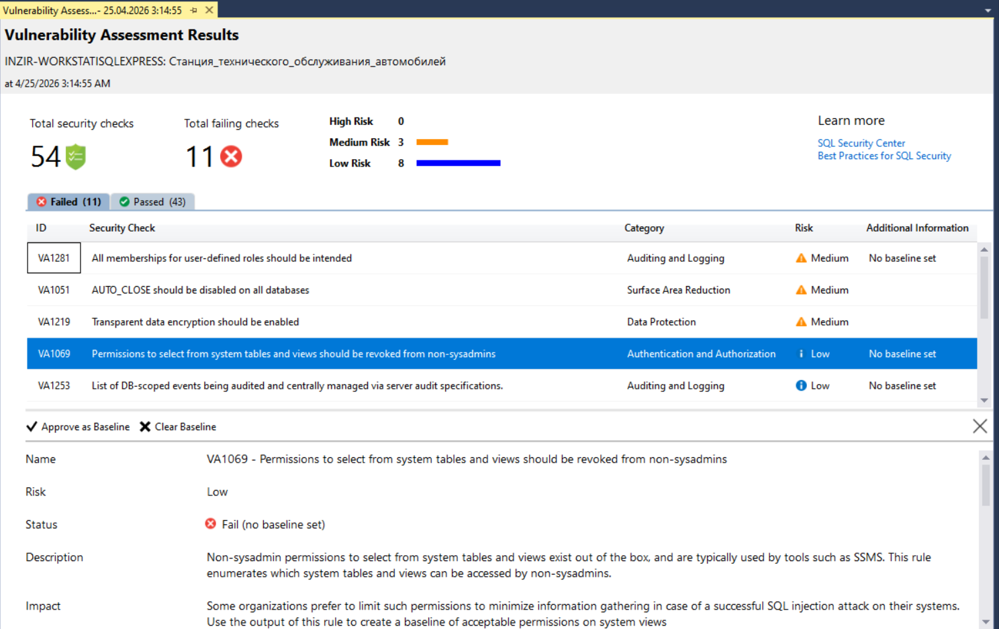 Vulnerability Assess...- 25.04.2026 3:14:55
Vulnerability Assessment Results
INZIR-WORKSTATISQLEXPRESS: Станция_технического_обслуживания_автомобилей
at 4/25/2026 3:14:55 AM
Total security checks
54
Total failing checks
11
High Risk 0
Medium Risk 3
Low Risk 8
Learn more
SQL Security Center
Best Practices for SQL Security
Failed (11) Passed (43)
ID Security Check Category Risk Additional Information
VA1281 All memberships for user-defined roles should be intended Auditing and Logging Medium No baseline set
VA1051 AUTO_CLOSE should be disabled on all databases Surface Area Reduction Medium
VA1219 Transparent data encryption should be enabled Data Protection Medium
VA1069 Permissions to select from system tables and views should be revoked from non-sysadmins Authentication and Authorization Low No baseline set
VA1253 List of DB-scoped events being audited and centrally managed via server audit specifications. Auditing and Logging Low No baseline set
Approve as Baseline Clear Baseline
Name VA1069 - Permissions to select from system tables and views should be revoked from non-sysadmins
Risk Low
Status Fail (no baseline set)
Description Non-sysadmin permissions to select from system tables and views exist out of the box, and are typically used by tools such as SSMS. This rule
enumerates which system tables and views can be accessed by non-sysadmins.
Impact Some organizations prefer to limit such permissions to minimize information gathering in case of a successful SQL injection attack on their systems.
Use the output of this rule to create a baseline of acceptable permissions on system views